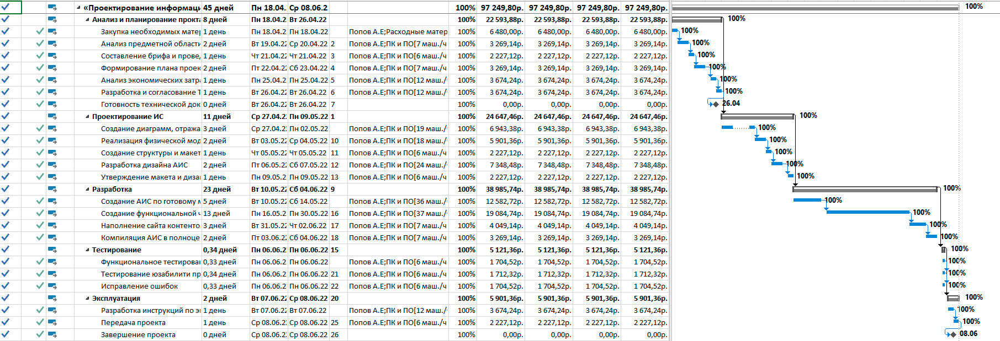 «Проектирование информаци 45 дней Пн 18.04. Ср 08.06.2 100% 97 249,80р. 97 249,80р. 97 249,80р. 97 249,80р. 100%
Анализ и планирование прокта 8 дней Пн 18.04.2 Вт 26.04.22 100% 22 593,88р. 22 593,88р. 22 593,88р. 22 593,88р. 100%
Закупка необходимых матер 1 день Пн 18.04.22 Пн 18.04.22 Попов А.Е;Расходные матер 100% 6 480,00р. 6 480,00р. 6 480,00р. 6 480,00р. 100%
Анализ предметной области 2 дней Вт 19.04.22 Ср 20.04.22 2 Попов А.Е;ПК и ПО[7 маш./ч 100% 3 269,14р. 3 269,14р. 3 269,14р. 3 269,14р. 100%
Составление брифа и прове, 1 день Чт 21.04.22 Чт 21.04.22 3 Попов А.Е;ПК и ПО[6 маш./ч 100% 2 227,12р. 2 227,12р. 2 227,12р. 2 227,12р. 100%
Формирование плана проек 2 дней Пт 22.04.22 Сб 23.04.22 4 Попов А.Е;ПК и ПО[7 маш./ч 100% 3 269,14р. 3 269,14р. 3 269,14р. 3 269,14р. 100%
Анализ экономических затра 1 день Пн 25.04.22 Пн 25.04.22 5 Попов А.Е;ПК и ПО[12 маш./ 100% 3 674,24р. 3 674,24р. 3 674,24р. 3 674,24р. 100%
Разработка и согласование Т 1 день Вт 26.04.22 Вт 26.04.22 6 Попов А.Е;ПК и ПО[12 маш./ 100% 3 674,24р. 3 674,24р. 3 674,24р. 3 674,24р. 100%
Готовность технической док 0 дней Вт 26.04.22 Вт 26.04.22 7 100% 0,00р. 0,00р. 0,00р. 0,00р. 26.04
Проектирование ИС 11 дней Ср 27.04.2 Пн 09.05.22 1 100% 24 647,46р. 24 647,46р. 24 647,46р. 24 647,46р. 100%
Создание диаграмм, отража 3 дней Ср 27.04.22 Пн 02.05.22 Попов А.Е;ПК и ПО[19 маш./ 100% 6 943,38р. 6 943,38р. 6 943,38р. 6 943,38р. 100%
Реализация физической мод 2 дней Вт 03.05.22 Ср 04.05.22 10 Попов А.Е;ПК и ПО[18 маш./ 100% 5 901,36р. 5 901,36р. 5 901,36р. 5 901,36р. 100%
Создание структуры и макет 1 день Чт 05.05.22 Чт 05.05.22 11 Попов А.Е;ПК и ПО[6 маш./ч 100% 2 227,12р. 2 227,12р. 2 227,12р. 2 227,12р. 100%
Разработка дизайна АИС 2 дней Пт 06.05.22 Сб 07.05.22 12 Попов А.Е;ПК и ПО[24 маш./ 100% 7 348,48р. 7 348,48р. 7 348,48р. 7 348,48р. 100%
Утверждение макета и диза 1 день Пн 09.05.22 Пн 09.05.22 13 Попов А.Е;ПК и ПО[6 маш./ч 100% 2 227,12р. 2 227,12р. 2 227,12р. 2 227,12р. 100%
Разработка 23 дней Вт 10.05.22 Сб 04.06.22 9 100% 38 985,74р. 38 985,74р. 38 985,74р. 38 985,74р. 100%
Создание АИС по готовому м 5 дней Вт 10.05.22 Сб 14.05.22 Попов А.Е;ПК и ПО[36 маш./ 100% 12 582,72р. 12 582,72р. 12 582,72р. 12 582,72р. 100%
Создание функциональной ч 13 дней Пн 16.05.22 Пн 30.05.22 16 Попов А.Е;ПК и ПО[37 маш./ 100% 19 084,74р. 19 084,74р. 19 084,74р. 19 084,74р. 100%
Наполнение сайта контенто. 3 дней Вт 31.05.22 Чт 02.06.22 17 Попов А.Е;ПК и ПО[7 маш./ч 100% 4 049,14р. 4 049,14р. 4 049,14р. 4 049,14р. 100%
Компиляция АИС в полноце 2 дней Пт 03.06.22 Сб 04.06.22 18 Попов А.Е;ПК и ПО[7 маш./ч 100% 3 269,14р. 3 269,14р. 3 269,14р. 3 269,14р. 100%
Тестирование 0,34 дней Пн 06.06.2 Пн 06.06.22 15 100% 5 121,36р. 5 121,36р. 5 121,36р. 5 121,36р. 100%
Функциональное тестирован 0,33 дней Пн 06.06.22 Пн 06.06.22 Попов А.Е;ПК и ПО[6 маш./ч 100% 1 704,52р. 1 704,52р. 1 704,52р. 1 704,52р. 100%
Тестирование юзабилити пр 0,34 дней Пн 06.06.22 Пн 06.06.22 21 Попов А.Е;ПК и ПО[6 маш./ч 100% 1 712,32р. 1 712,32р. 1 712,32р. 1 712,32р. 100%
Исправление ошибок 0,33 дней Пн 06.06.22 Пн 06.06.22 22 Попов А.Е;ПК и ПО[6 маш./ч 100% 1 704,52р. 1 704,52р. 1 704,52р. 1 704,52р. 100%
Эксплуатация 2 дней Вт 07.06.22 Ср 08.06.22 20 100% 5 901,36р. 5 901,36р. 5 901,36р. 5 901,36р. 100%
Разработка инструкций по э 1 день Вт 07.06.22 Вт 07.06.22 Попов А.Е;ПК и ПО[12 маш./ 100% 3 674,24р. 3 674,24р. 3 674,24р. 3 674,24р. 100%
Передача проекта 1 день Ср 08.06.22 Ср 08.06.22 25 Попов А.Е;ПК и ПО[6 маш./ч 100% 2 227,12р. 2 227,12р. 2 227,12р. 2 227,12р. 100%
Завершение проекта 0 дней Ср 08.06.22 Ср 08.06.22 26 100% 0,00р. 0,00р. 0,00р. 0,00р. 08.06